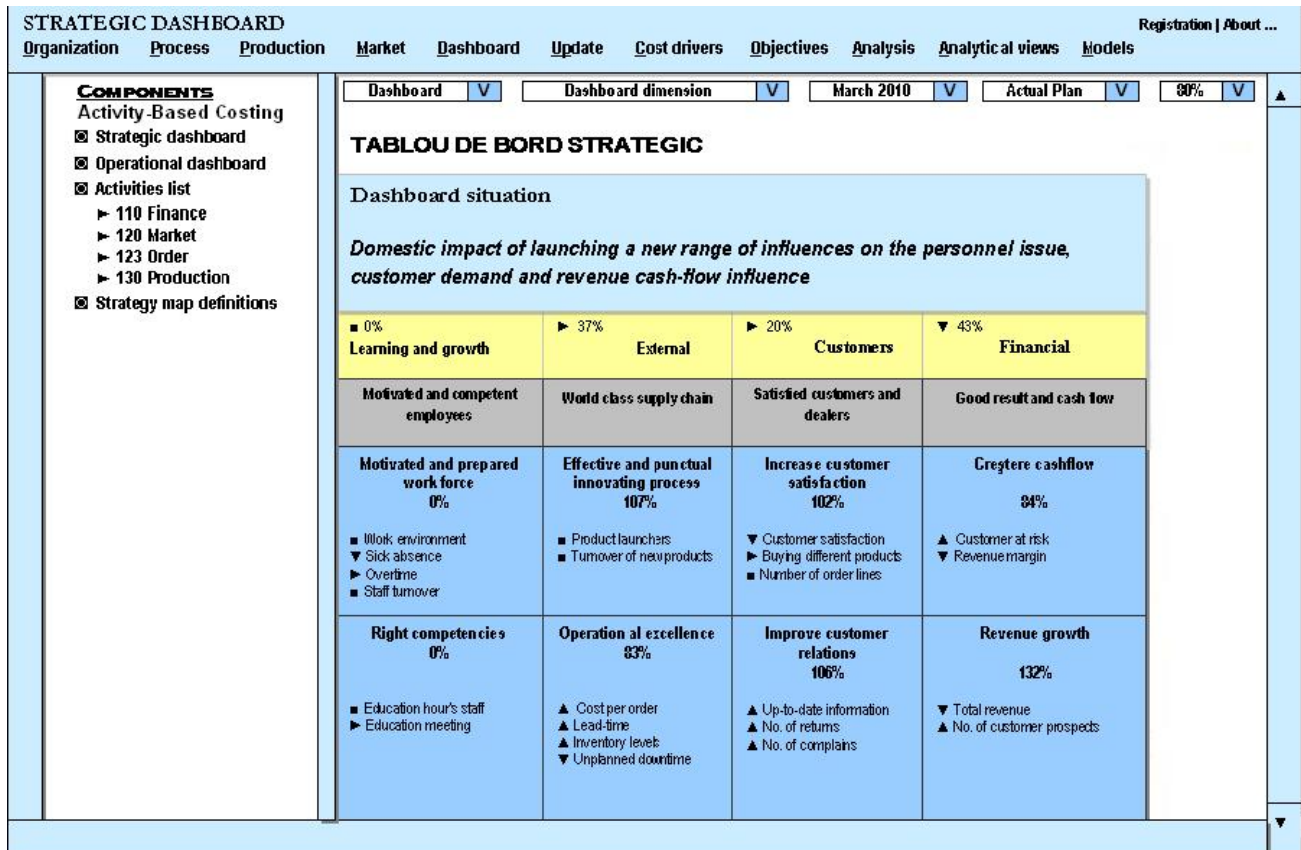 STRATEGIC DASHBOARD
Registration | About ...
Organization Process Production Market Dashboard Update Cost drivers Objectives Analysis Analytical views Models
COMPONENTS
Activity-Based Costing
Strategic dashboard
Operational dashboard
Activities list
110 Finance
120 Market
123 Order
130 Production
Strategy map definitions
Dashboard V Dashboard dimension V March 2010 V Actual Plan V 80% V
TABLOU DE BORD STRATEGIC
Dashboard situation
Domestic impact of launching a new range of influences on the personnel issue,
customer demand and revenue cash-flow influence
0%
Learning and growth
37%
External
20%
Customers
43%
Financial
Motivated and competent
employees
World class supply chain
Satisfied customers and
dealers
Good result and cash flow
Motivated and prepared
work force
0%
Work environment
Sick absence
Overtime
Staff turnover
Effective and punctual
innovating process
107%
Product launchers
Turnover of new products
Increase customer
satisfaction
102%
Customer satisfaction
Buying different products
Number of order lines
Creştere cashflow
84%
Customer at risk
Revenue margin
Right competencies
0%
Education hour's staff
Education meeting
Operation al excellence
83%
Cost per order
Lead-time
Inventory levels
Unplanned downtime
Improve customer
relations
106%
Up-to-date information
No. of returns
No. of complains
Revenue growth
132%
Total revenue
No. of customer prospects